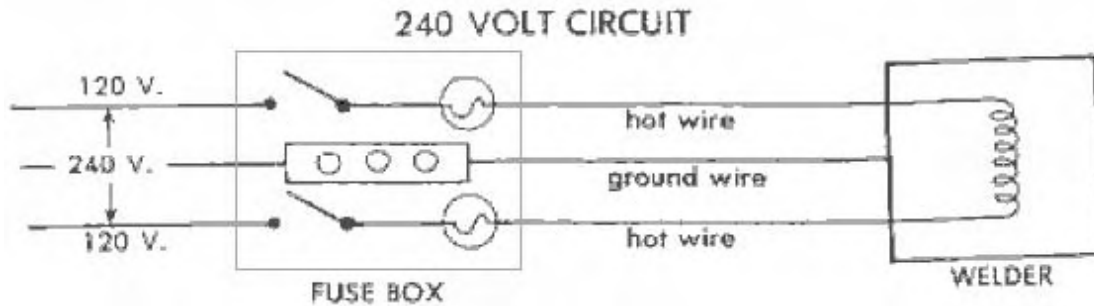 240 VOLT CIRCUIT
120 V.
hot wire
240 V.
ground wire
120 V.
hot wire
FUSE BOX
WELDER